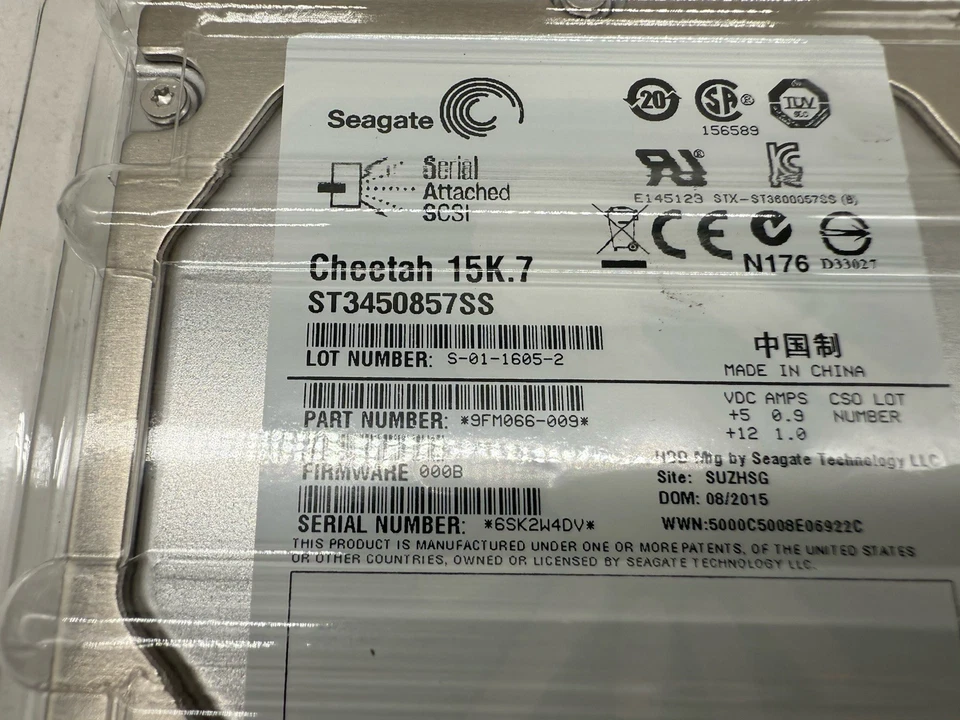 Seagate
Serial
Attached
SCSI
20
SA
TUV
156589
E145123 STX-ST3600057SS (B)
N176 D33027
Cheetah 15K.7
ST3450857SS
LOT NUMBER: S-01-1605-2
中国制
MADE IN CHINA
PART NUMBER: *9FM066-009*
VDC AMPS CSO LOT
+5 0.9 NUMBER
+12 1.0
FIRMWARE 000B
HDD Mfg by Seagate Technology LLC
Site: SUZHSG
DOM: 08/2015
SERIAL NUMBER: *6SK2W4DV*
WWN:5000C5008E06922C
THIS PRODUCT IS MANUFACTURED UNDER ONE OR MORE PATENTS, OF THE UNITED STATES
OR OTHER COUNTRIES, OWNED OR LICENSED BY SEAGATE TECHNOLOGY LLC.